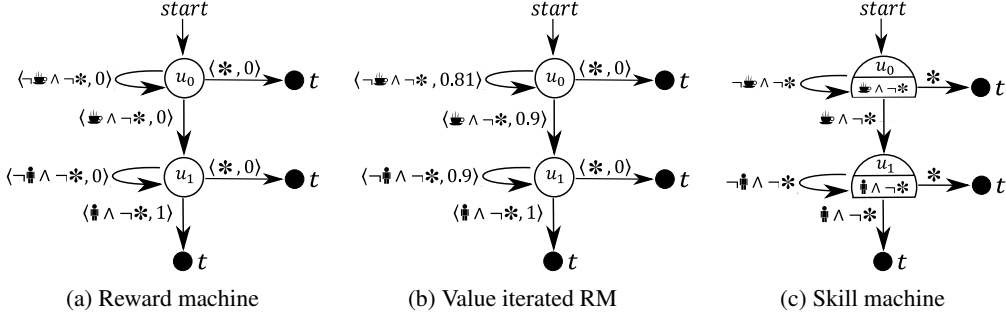 start start start
⟨¬☕ ∧ ¬✻, 0⟩ u₀ ⟨✻, 0⟩ t ⟨¬☕ ∧ ¬✻, 0.81⟩ u₀ ⟨✻, 0⟩ t ¬☕ ∧ ¬✻ u₀ ☕ ∧ ¬✻ ✻ t
⟨☕ ∧ ¬✻, 0⟩ ⟨☕ ∧ ¬✻, 0.9⟩ ☕ ∧ ¬✻
⟨¬🚹 ∧ ¬✻, 0⟩ u₁ ⟨✻, 0⟩ t ⟨¬🚹 ∧ ¬✻, 0.9⟩ u₁ ⟨✻, 0⟩ t ¬🚹 ∧ ¬✻ u₁ 🚹 ∧ ¬✻ ✻ t
⟨🚹 ∧ ¬✻, 1⟩ ⟨🚹 ∧ ¬✻, 1⟩ 🚹 ∧ ¬✻
t t t
(a) Reward machine (b) Value iterated RM (c) Skill machine